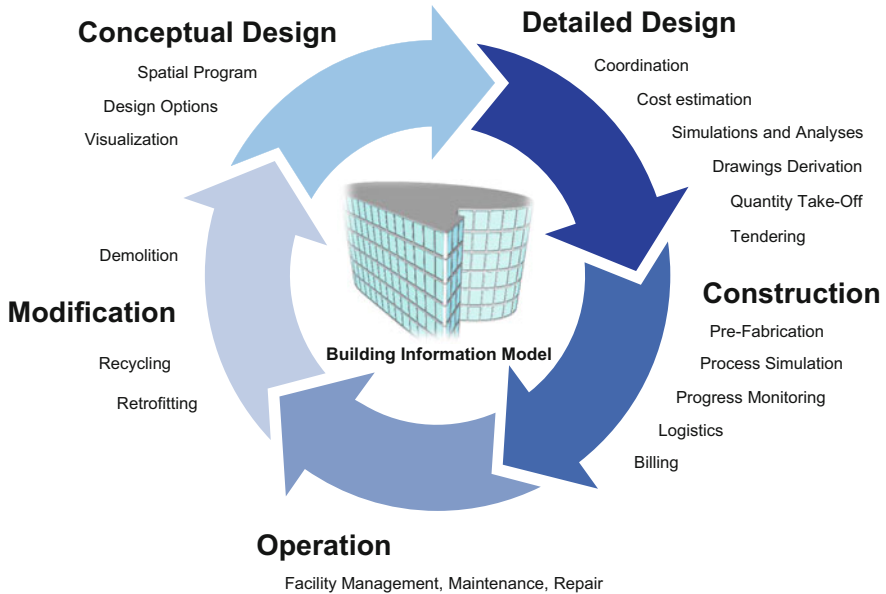 Conceptual Design
Spatial Program
Design Options
Visualization
Detailed Design
Coordination
Cost estimation
Simulations and Analyses
Drawings Derivation
Quantity Take-Off
Tendering
Construction
Pre-Fabrication
Process Simulation
Progress Monitoring
Logistics
Billing
Operation
Facility Management, Maintenance, Repair
Demolition
Modification
Recycling
Retrofitting
Building Information Model